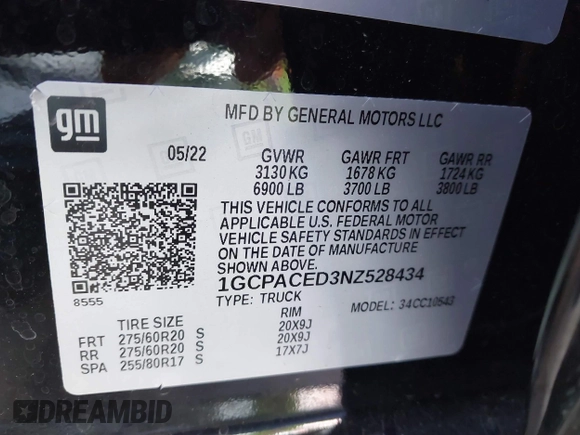 gm
MFD BY GENERAL MOTORS LLC
05/22 GVWR GAWR FRT GAWR RR
3130 KG 1678 KG 1724 KG
6900 LB 3700 LB 3800 LB
THIS VEHICLE CONFORMS TO ALL
APPLICABLE U.S. FEDERAL MOTOR
VEHICLE SAFETY STANDARDS IN EFFECT
ON THE DATE OF MANUFACTURE
SHOWN ABOVE.
1GCPACED3NZ528434
8555
TYPE: TRUCK
MODEL: 34CC10543
TIRE SIZE RIM
FRT 275/60R20 S 20X9J
RR 275/60R20 S 20X9J
SPA 255/80R17 S 17X7J
DREAMBID